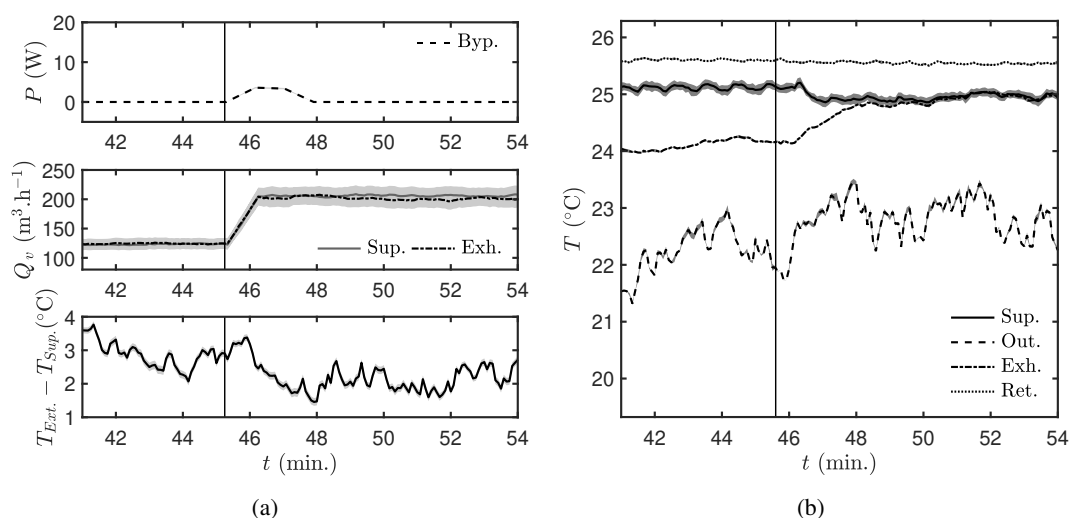 20
10
0
P (W)
Byp.
42 44 46 48 50 52 54
250
200
150
100
Q_v (m³.h⁻¹)
Sup. Exh.
42 44 46 48 50 52 54
4
3
2
1
T_Ext. − T_Sup.(°C)
42 44 46 48 50 52 54
t (min.)
(a)
26
25
24
23
22
21
20
T (°C)
Sup.
Out.
Exh.
Ret.
42 44 46 48 50 52 54
t (min.)
(b)